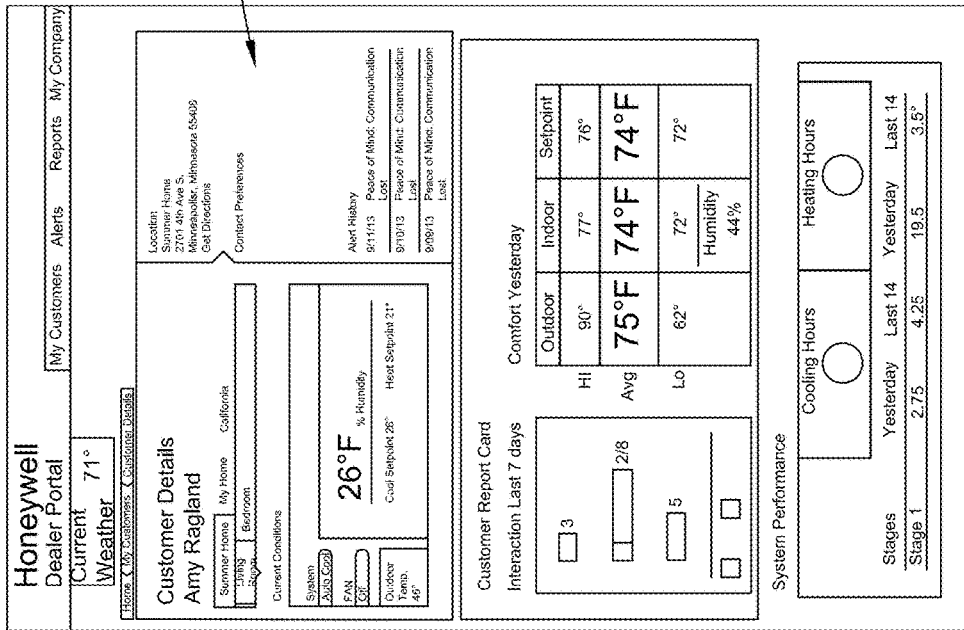 Honeywell
Dealer Portal
My Customers Alerts Reports My Company
Current
Weather 71°
Home My Customers Customer Details
Customer Details
Amy Ragland
Summer Home My Home California
Living
Room
Bedroom
Current Conditions
System
Auto Cool
FAN
Off
Outdoor
Temp.
46°
26°F % Humidity
Cool Setpoint 26° Heat Setpoint 21°
Location
Summer Home
2701 4th Ave S.
Minneapolis, Minnesota 55408
Get Directions
Contact Preferences
Alert History
9/11/13 Peace of Mind: Communication
Lost
9/10/13 Peace of Mind: Communication
Lost
9/09/13 Peace of Mind: Communication
Lost
Customer Report Card
Interaction Last 7 days
3
2/8
5
Comfort Yesterday
Outdoor Indoor Setpoint
HI 90° 77° 76°
Avg 75°F 74°F 74°F
Lo 62° 72° 72°
Humidity
44%
System Performance
Cooling Hours Heating Hours
Stages Yesterday Last 14 Yesterday Last 14
Stage 1 2.75 4.25 19.5 3.5°